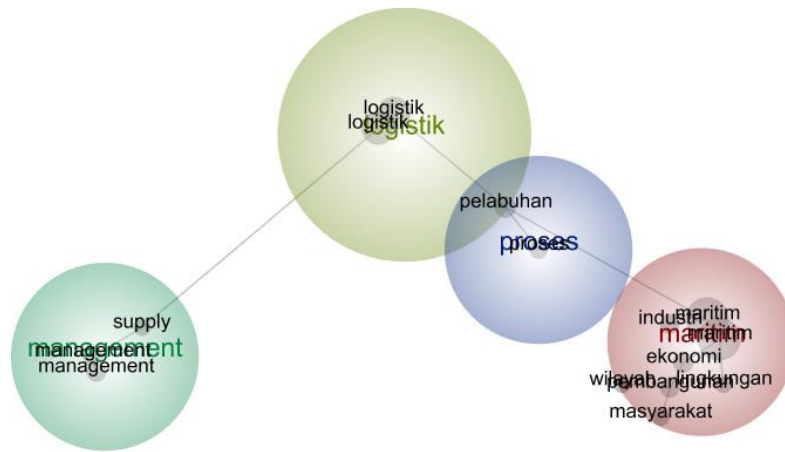 logistik
logistik
logistik
pelabuhan
proses
proses
supply
management
management
management
industri
maritim
maritim
maritim
ekonomi
wilayah
pembangunan
lingkungan
masyarakat